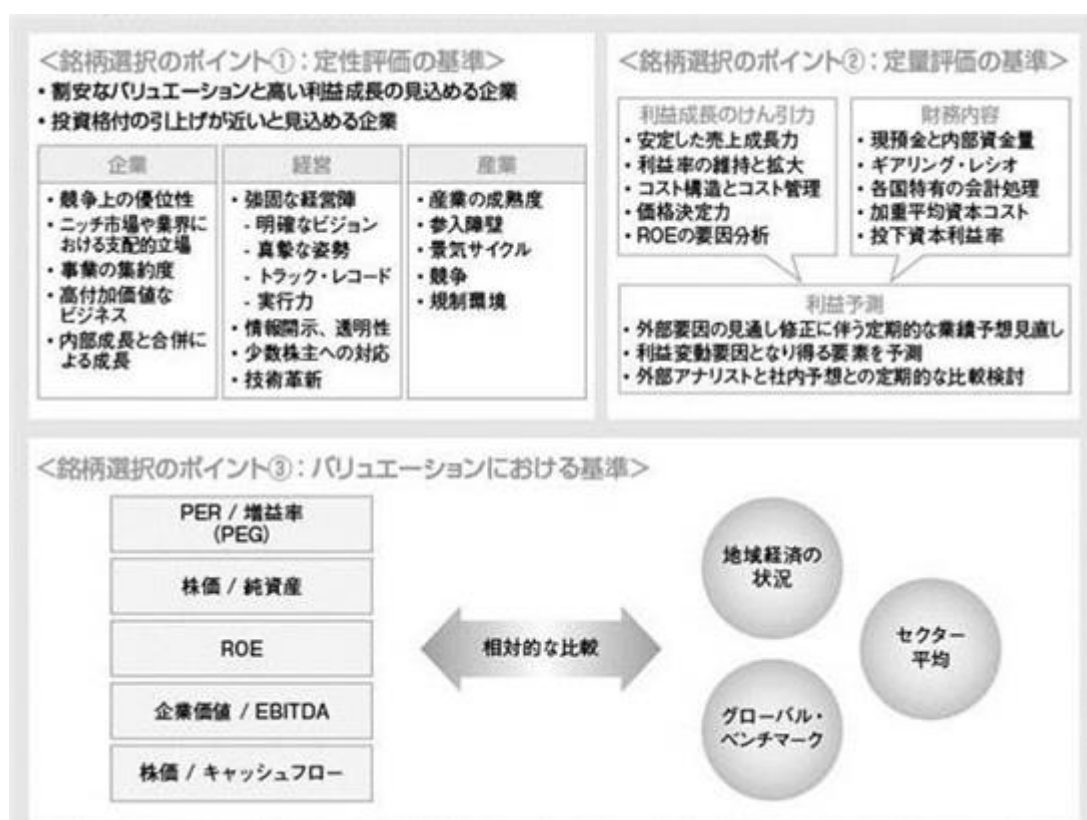 <銘柄選択のポイント①:定性評価の基準>
・割安なバリュエーションと高い利益成長の見込める企業
・投資格付の引上げが近いと見込める企業
企業
・競争上の優位性
・ニッチ市場や業界に
おける支配的立場
・事業の集約度
・高付加価値な
ビジネス
・内部成長と合併に
よる成長
経営
・強固な経営陣
- 明確なビジョン
- 真摯な姿勢
- トラック・レコード
- 実行力
・情報開示、透明性
・少数株主への対応
・技術革新
産業
・産業の成熟度
・参入障壁
・景気サイクル
・競争
・規制環境
<銘柄選択のポイント②:定量評価の基準>
利益成長のけん引力
・安定した売上成長力
・利益率の維持と拡大
・コスト構造とコスト管理
・価格決定力
・ROEの要因分析
財務内容
・現預金と内部資金量
・ギアリング・レシオ
・各国特有の会計処理
・加重平均資本コスト
・投下資本利益率
利益予測
・外部要因の見通し修正に伴う定期的な業績予想見直し
・利益変動要因となり得る要素を予測
・外部アナリストと社内予想との定期的な比較検討
<銘柄選択のポイント③:バリュエーションにおける基準>
PER / 増益率
(PEG)
株価 / 純資産
ROE
企業価値 / EBITDA
株価 / キャッシュフロー
相対的な比較
地域経済の
状況
セクター
平均
グローバル・
ベンチマーク